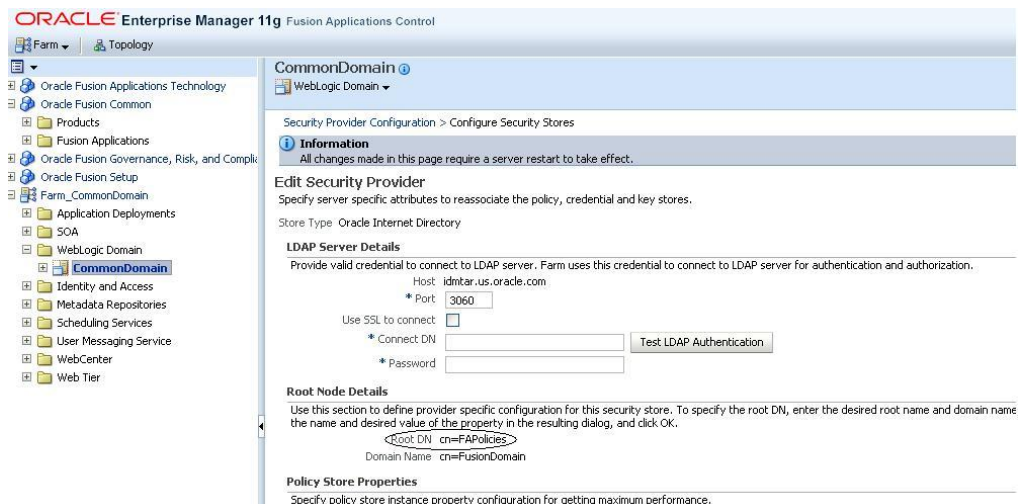 ORACLE Enterprise Manager 11g Fusion Applications Control
Farm Topology
Oracle Fusion Applications Technology
Oracle Fusion Common
Products
Fusion Applications
Oracle Fusion Governance, Risk, and Complia
Oracle Fusion Setup
Farm_CommonDomain
Application Deployments
SOA
WebLogic Domain
CommonDomain
Identity and Access
Metadata Repositories
Scheduling Services
User Messaging Service
WebCenter
Web Tier
CommonDomain
WebLogic Domain
Security Provider Configuration > Configure Security Stores
Information
All changes made in this page require a server restart to take effect.
Edit Security Provider
Specify server specific attributes to reassociate the policy, credential and key stores.
Store Type Oracle Internet Directory
LDAP Server Details
Provide valid credential to connect to LDAP server. Farm uses this credential to connect to LDAP server for authentication and authorization.
Host idmtar.us.oracle.com
* Port 3060
Use SSL to connect
* Connect DN Test LDAP Authentication
* Password
Root Node Details
Use this section to define provider specific configuration for this security store. To specify the root DN, enter the desired root name and domain name
the name and desired value of the property in the resulting dialog, and click OK.
Root DN cn=FAPolicies
Domain Name cn=FusionDomain
Policy Store Properties
Specify policy store instance property configuration for getting maximum performance.